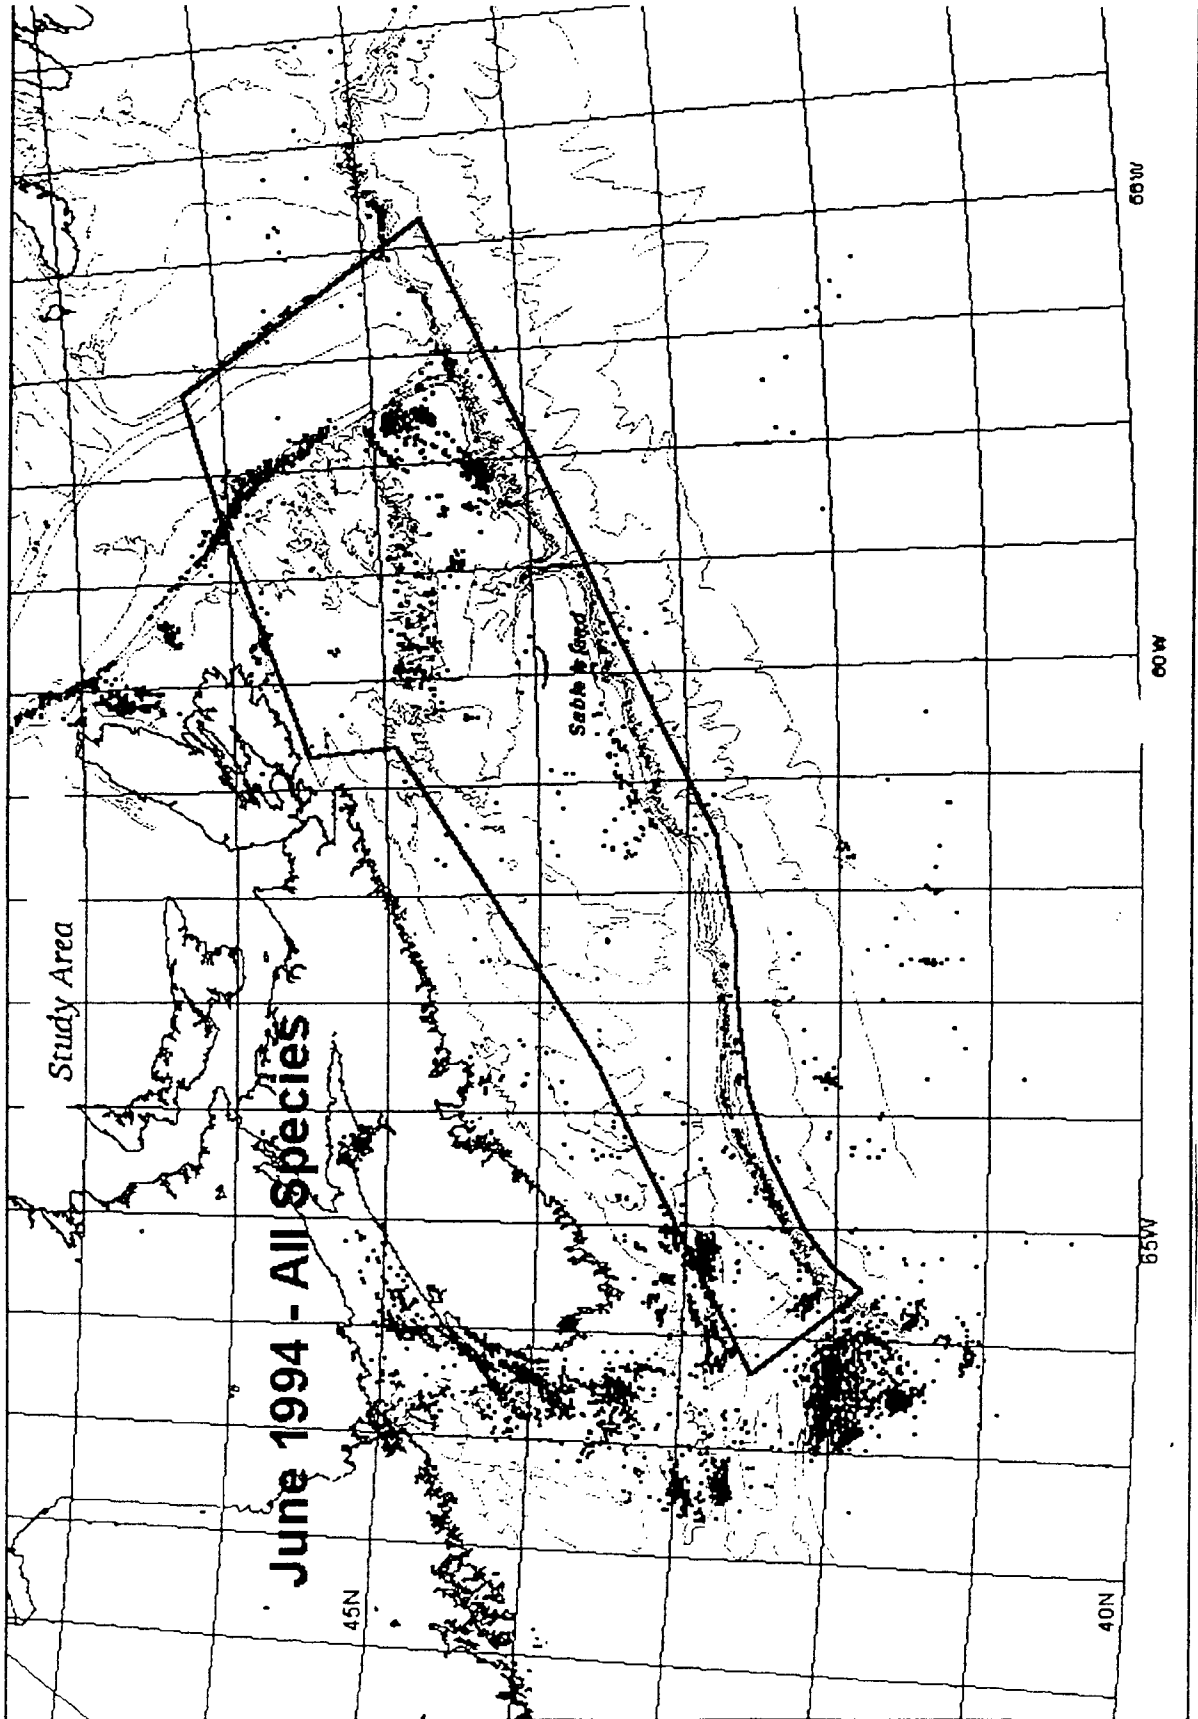 Study Area
June 1994 - All Species
Sable Island
45N
40N
65W
60W
55W